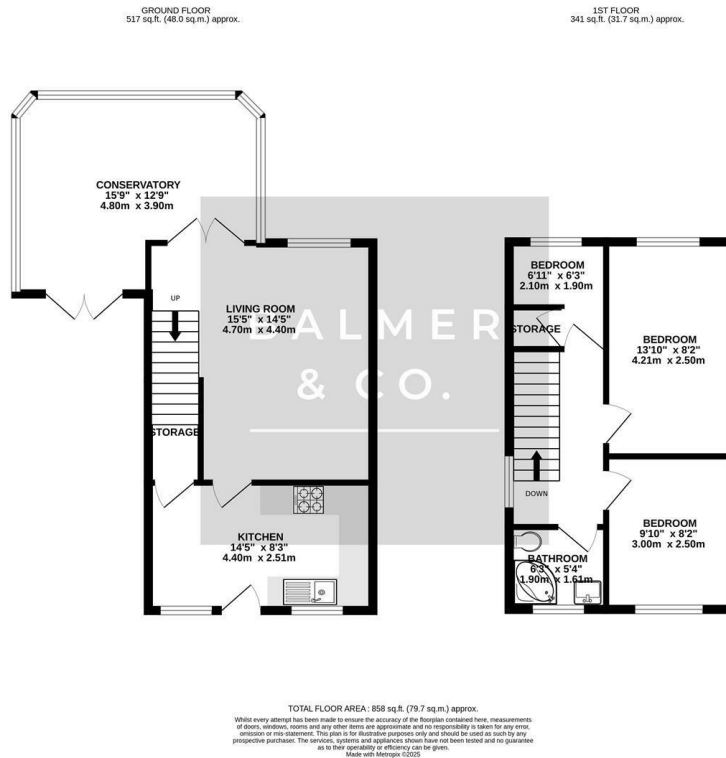 GROUND FLOOR
517 sq.ft. (48.0 sq.m.) approx.
1ST FLOOR
341 sq.ft. (31.7 sq.m.) approx.
CONSERVATORY
15'9" x 12'9"
4.80m x 3.90m
UP
LIVING ROOM
15'5" x 14'5"
4.70m x 4.40m
STORAGE
KITCHEN
14'5" x 8'3"
4.40m x 2.51m
BALMER
& CO.
BEDROOM
6'11" x 6'3"
2.10m x 1.90m
STORAGE
BEDROOM
13'10" x 8'2"
4.21m x 2.50m
DOWN
BEDROOM
9'10" x 8'2"
3.00m x 2.50m
BATHROOM
6'3" x 5'4"
1.90m x 1.61m
TOTAL FLOOR AREA : 858 sq.ft. (79.7 sq.m.) approx.
Whilst every attempt has been made to ensure the accuracy of the floorplan contained here, measurements
of doors, windows, rooms and any other items are approximate and no responsibility is taken for any error,
omission or mis-statement. This plan is for illustrative purposes only and should be used as such by any
prospective purchaser. The services, systems and appliances shown have not been tested and no guarantee
as to their operability or efficiency can be given.
Made with Metropix ©2025